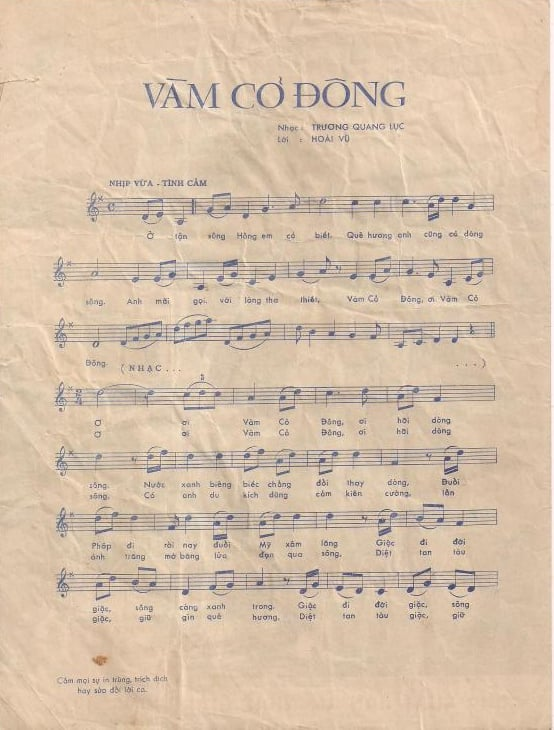 VÀM CỎ ĐÔNG
Nhạc : TRƯƠNG QUANG LỤC
Lời : HOÀI VŨ
NHỊP VỪA - TÌNH CẢM
Ở tận sông Hồng em có biết. Quê hương anh cũng có dòng
sông. Anh mãi gọi. với lòng tha thiết, Vàm Cỏ Đông, ơi Vàm Cỏ
Đông. (NHẠC... ...)
3
2/4
Ơ ơi Vàm Cỏ Đông, ơi hỡi dòng
Ơ ơi Vàm Cỏ Đông, ơi hỡi dòng
sông. Nước xanh biêng biếc chẳng đổi thay dòng, Đuổi
sông, Có anh du kích dũng cảm kiên cường, lẫn
Pháp đi rồi nay đuổi Mỹ xâm lăng Giặc đi đời
ánh trăng mờ băng lửa đạn qua sông. Diệt tan tàu
giặc, sông càng xanh trong. Giặc đi đời giặc, sông
giặc, giữ gìn quê hương, Diệt tan tàu giặc, giữ
Cấm mọi sự in trùng, trích dịch
hay sửa đổi lời ca.